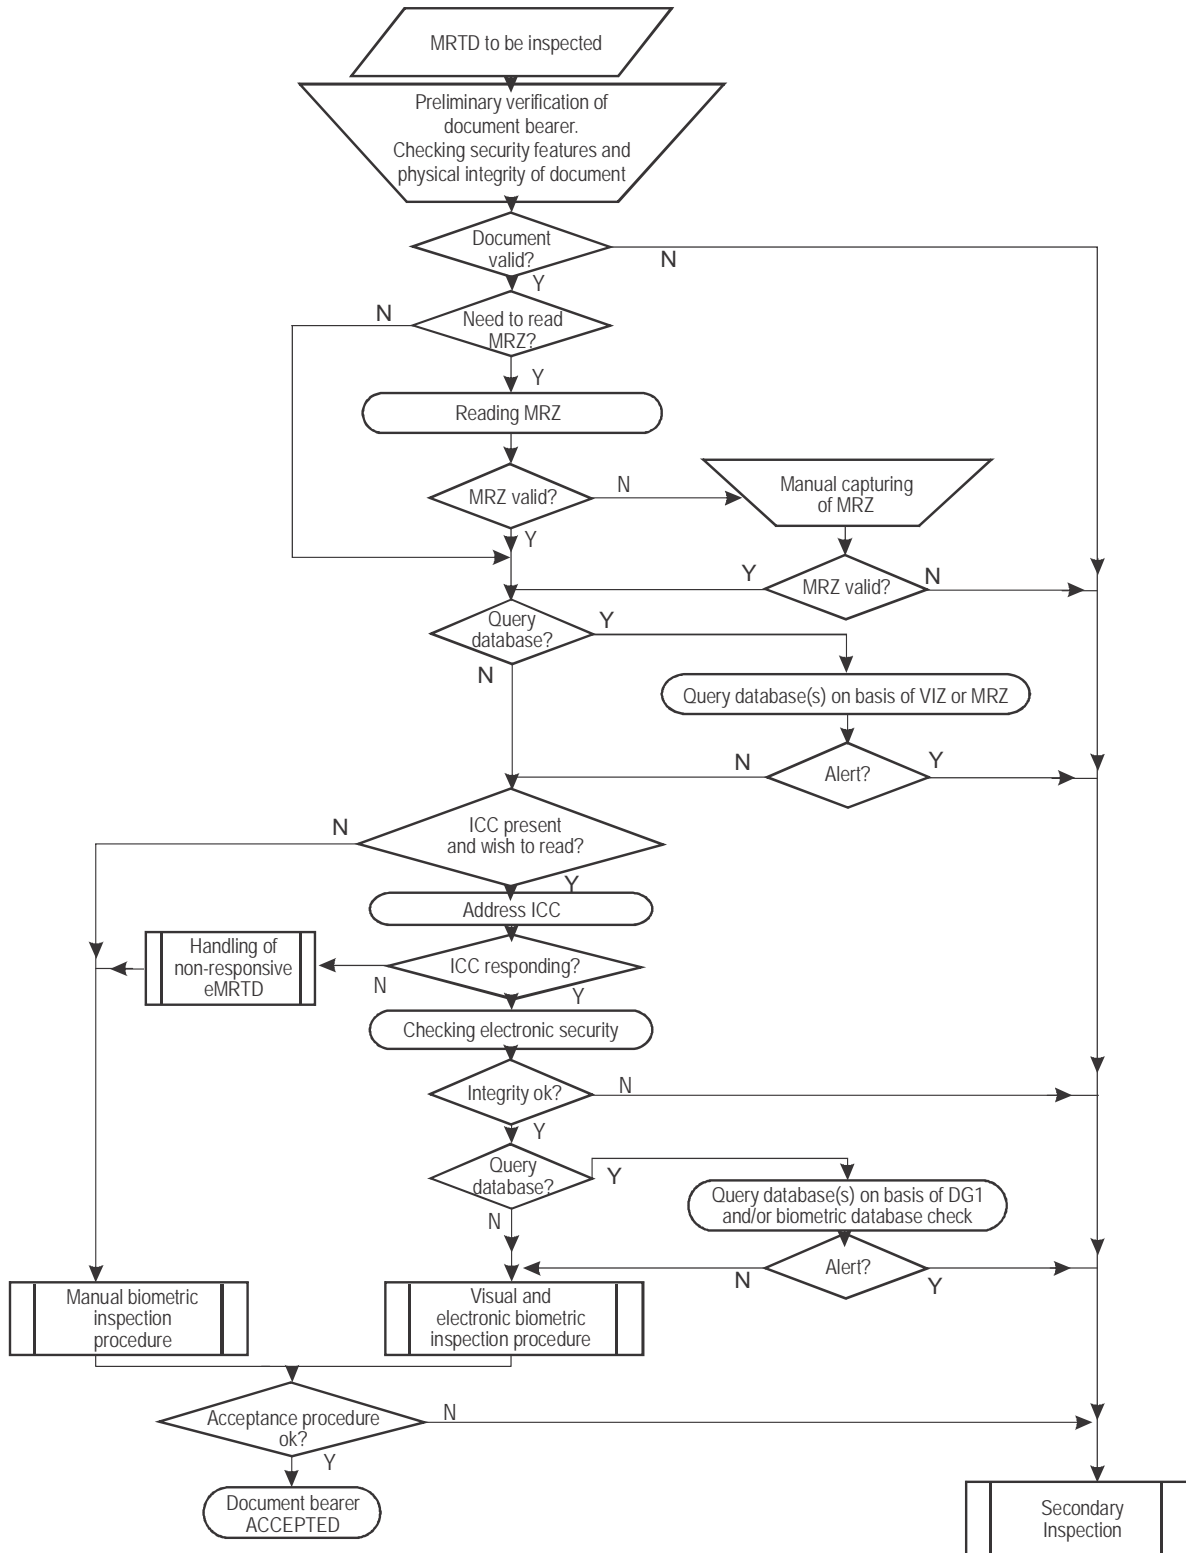 MRTD to be inspected
Preliminary verification of
document bearer.
Checking security features and
physical integrity of document
Document
valid?
N
Y
N
Need to read
MRZ?
Y
Reading MRZ
MRZ valid?
N
Manual capturing
of MRZ
Y
Y
MRZ valid?
N
Query
database?
Y
N
Query database(s) on basis of VIZ or MRZ
N
Alert?
Y
N
ICC present
and wish to read?
Y
Address ICC
Handling of
non-responsive
eMRTD
ICC responding?
N
Y
Checking electronic security
Integrity ok?
N
Y
Query
database?
Y
N
Query database(s) on basis of DG1
and/or biometric database check
N
Alert?
Y
Manual biometric
inspection
procedure
Visual and
electronic biometric
inspection procedure
Acceptance procedure
ok?
N
Y
Document bearer
ACCEPTED
Secondary
Inspection